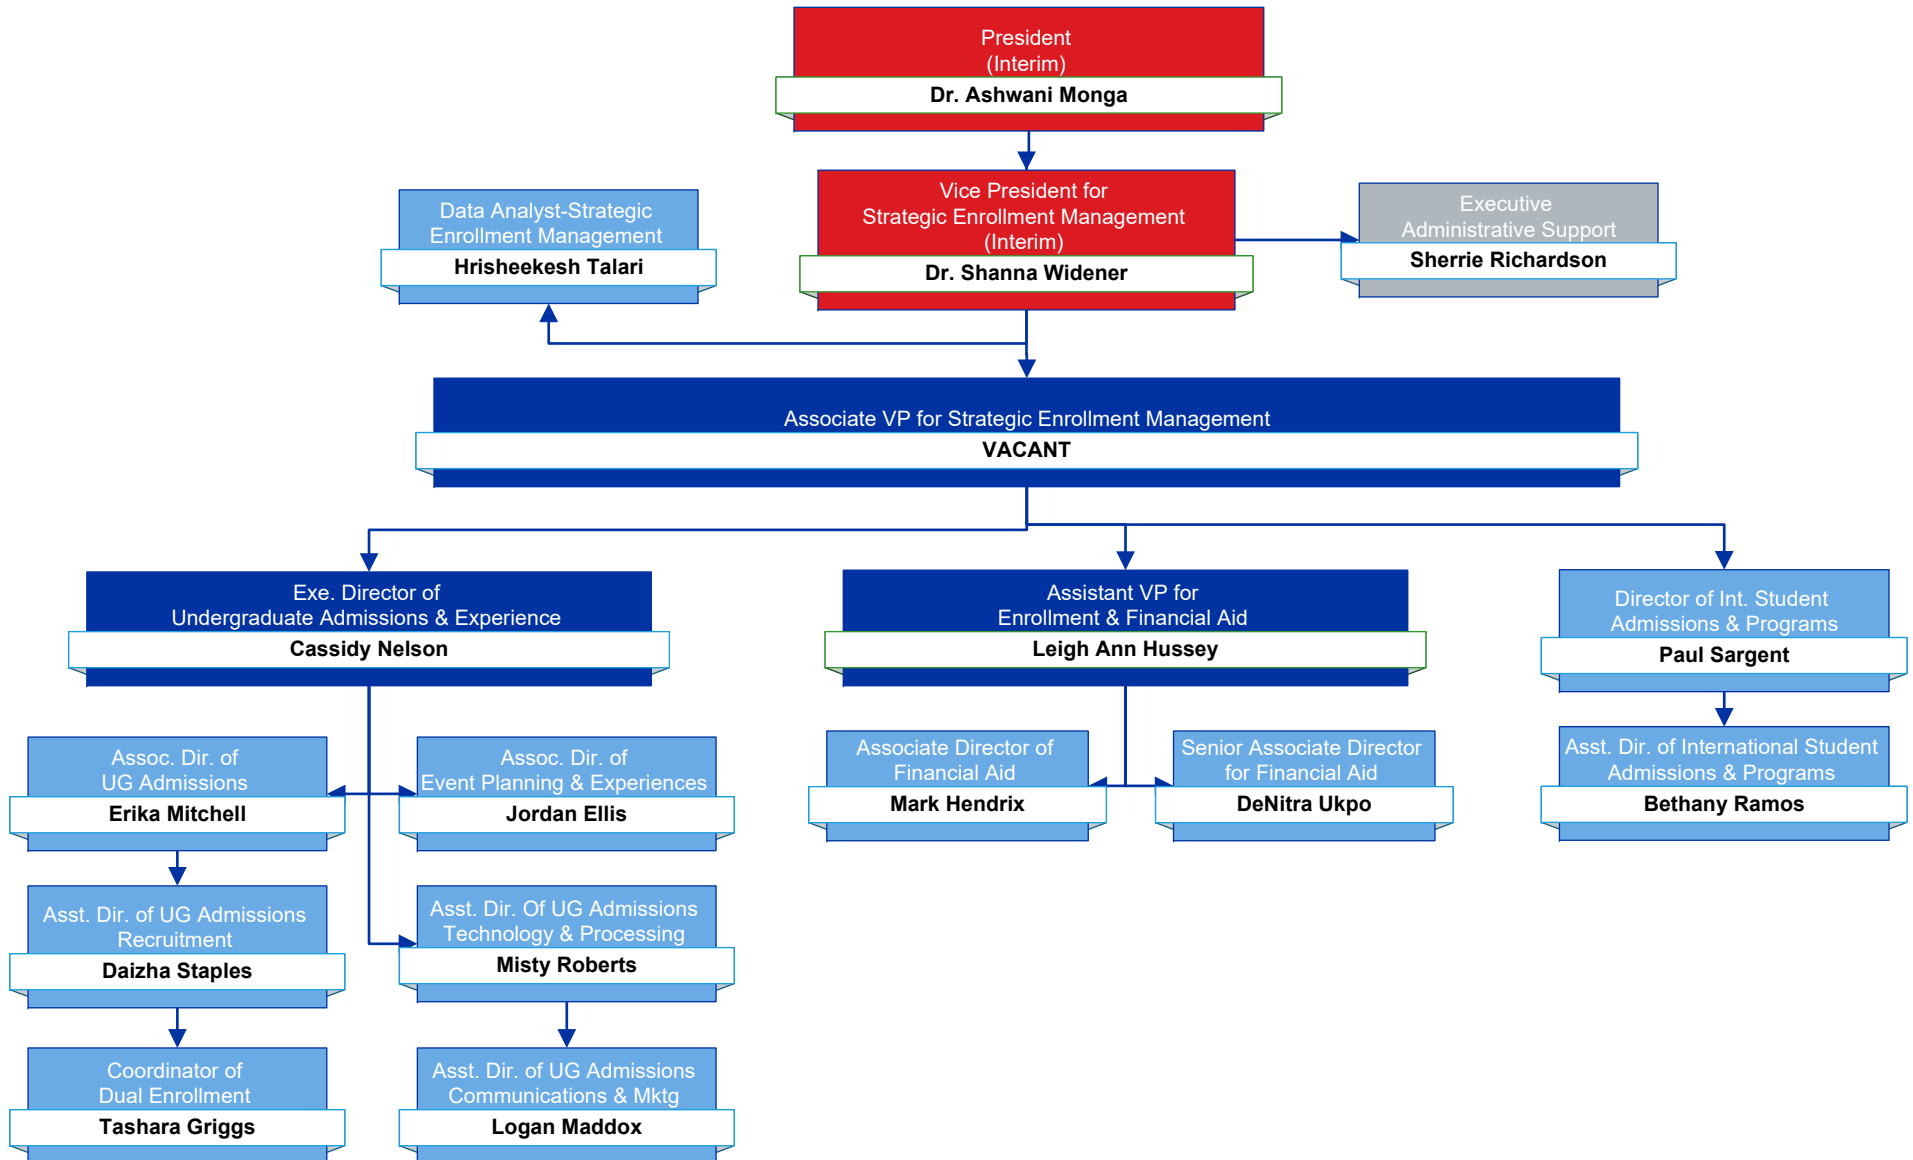 President
(Interim)
Dr. Ashwani Monga
Data Analyst-Strategic
Enrollment Management
Hrisheekesh Talari
Vice President for
Strategic Enrollment Management
(Interim)
Dr. Shanna Widener
Executive
Administrative Support
Sherrie Richardson
Associate VP for Strategic Enrollment Management
VACANT
Exe. Director of
Undergraduate Admissions & Experience
Cassidy Nelson
Assistant VP for
Enrollment & Financial Aid
Leigh Ann Hussey
Director of Int. Student
Admissions & Programs
Paul Sargent
Assoc. Dir. of
UG Admissions
Erika Mitchell
Assoc. Dir. of
Event Planning & Experiences
Jordan Ellis
Associate Director of
Financial Aid
Mark Hendrix
Senior Associate Director
for Financial Aid
DeNitra Ukpo
Asst. Dir. of International Student
Admissions & Programs
Bethany Ramos
Asst. Dir. of UG Admissions
Recruitment
Daizha Staples
Asst. Dir. Of UG Admissions
Technology & Processing
Misty Roberts
Coordinator of
Dual Enrollment
Tashara Griggs
Asst. Dir. of UG Admissions
Communications & Mktg
Logan Maddox